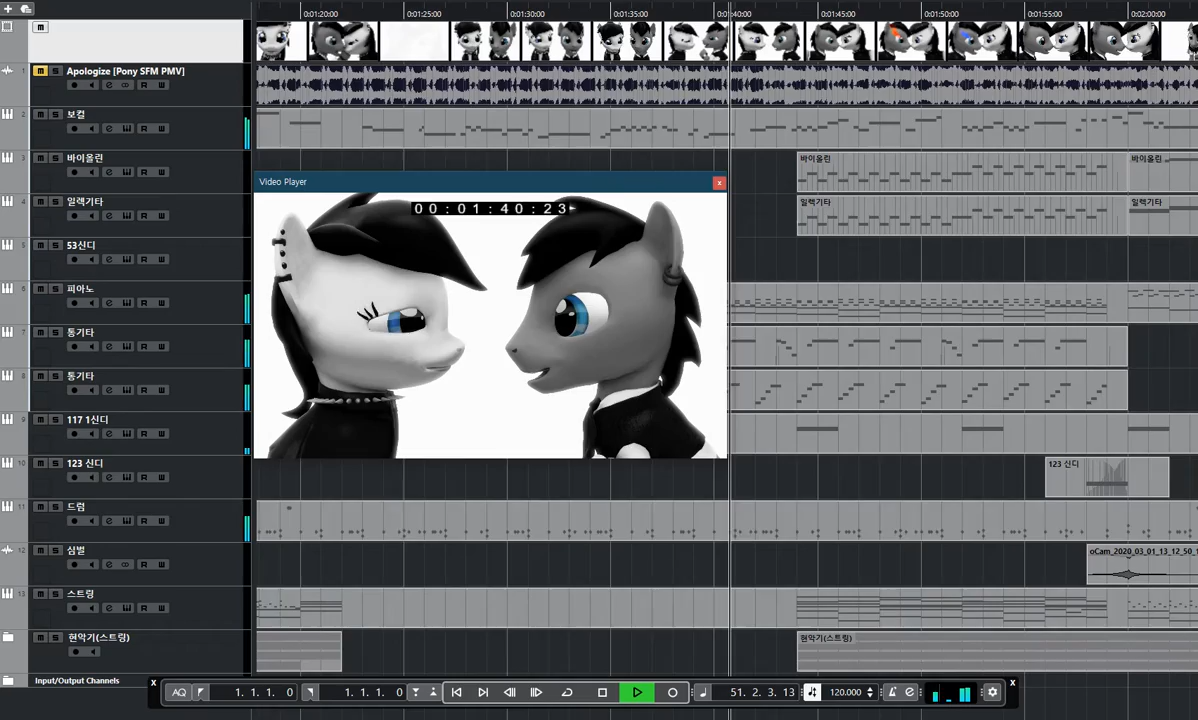 0:01:20:00
0:01:25:00
0:01:30:00
0:01:35:00
0:01:45:00
0:01:50:00
0:01:55:00
0:02:00:00
M
1
M S
Apologize [Pony SFM PMV]
R W
2
M S
보컬
R W
3
M S
바이올린
R W
바이올린
바이올린
Video Player
x
00:01:40:23
4
M S
일렉기타
R W
일렉기타
일렉기타
5
M S
53신디
R W
6
M S
피아노
R W
7
M S
통기타
R W
8
M S
통기타
R W
9
M S
117 1신디
R W
10
M S
123 신디
R W
123 신디
11
M S
드럼
R W
12
M S
심벌
R W
oCam_2020_03_01_13_12_50_1
13
M S
스트링
R W
M S
현악기(스트링)
현악기(스트링)
Input/Output Channels
x
AQ
1. 1. 1. 0
1. 1. 1. 0
51. 2. 3. 13
120.000
x